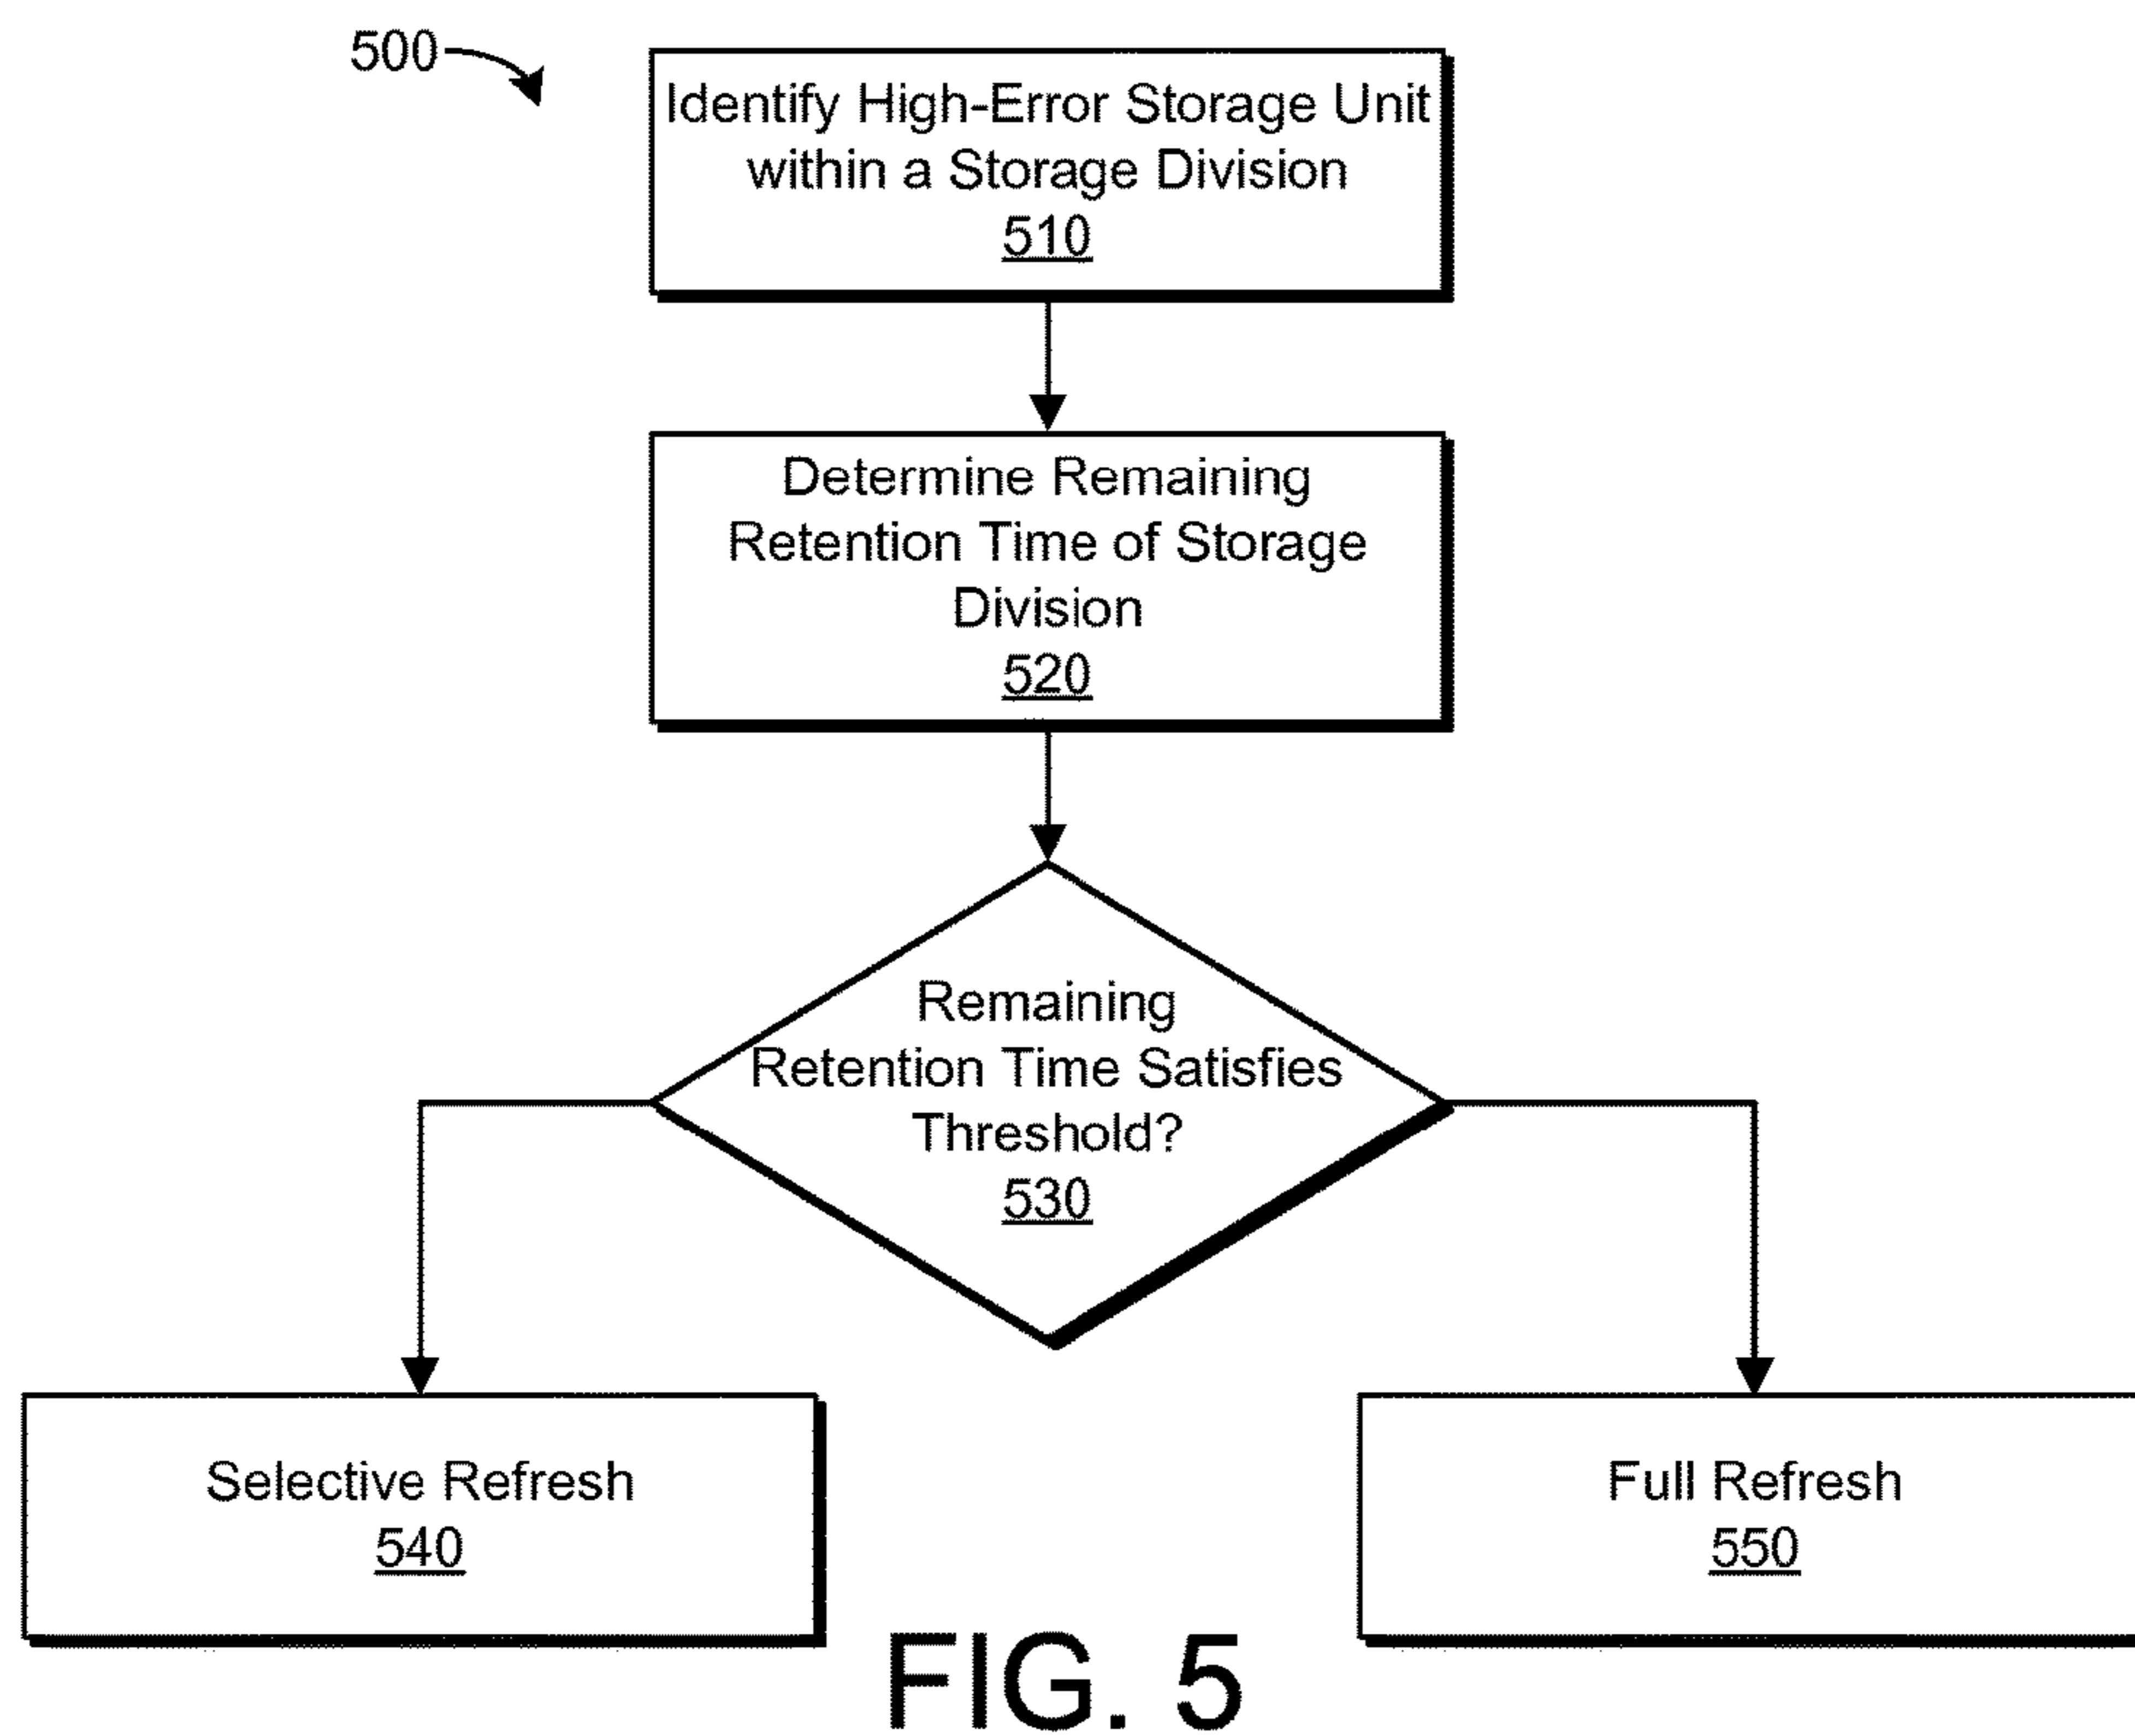 500
Identify High-Error Storage Unit
within a Storage Division
510
Determine Remaining
Retention Time of Storage
Division
520
Remaining
Retention Time Satisfies
Threshold?
530
Selective Refresh
540
Full Refresh
550
FIG. 5